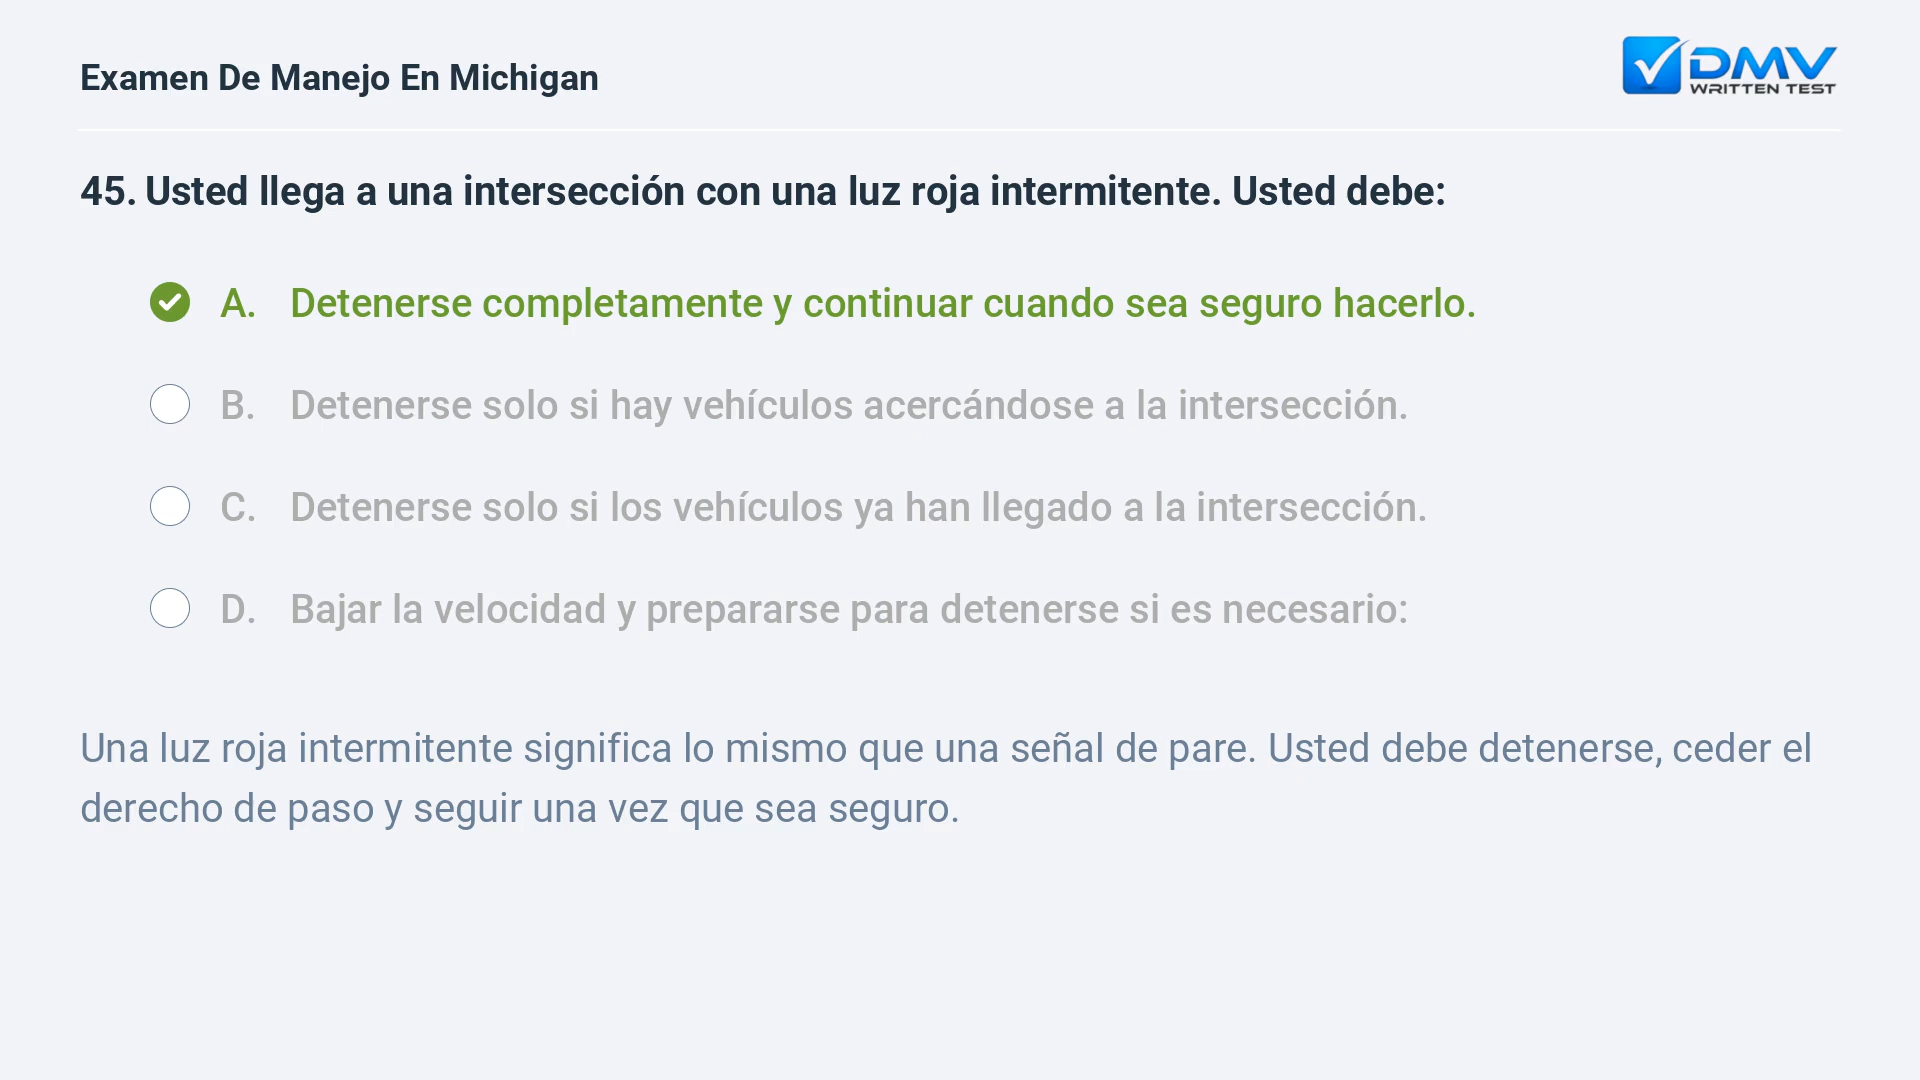 Examen De Manejo En Michigan
DMV
WRITTEN TEST
45. Usted llega a una intersección con una luz roja intermitente. Usted debe:
A. Detenerse completamente y continuar cuando sea seguro hacerlo.
B. Detenerse solo si hay vehículos acercándose a la intersección.
C. Detenerse solo si los vehículos ya han llegado a la intersección.
D. Bajar la velocidad y prepararse para detenerse si es necesario:
Una luz roja intermitente significa lo mismo que una señal de pare. Usted debe detenerse, ceder el
derecho de paso y seguir una vez que sea seguro.